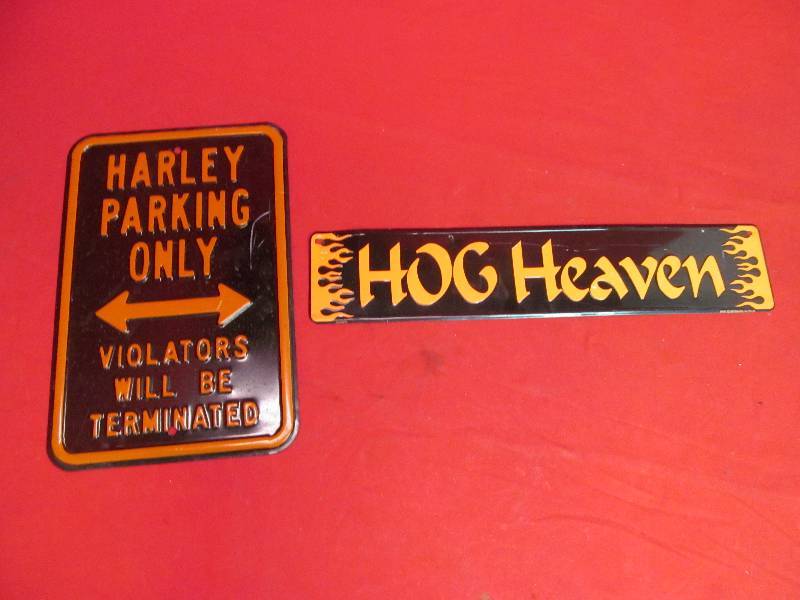 HARLEY
PARKING
ONLY
VIOLATORS
WILL BE
TERMINATED
HOG Heaven